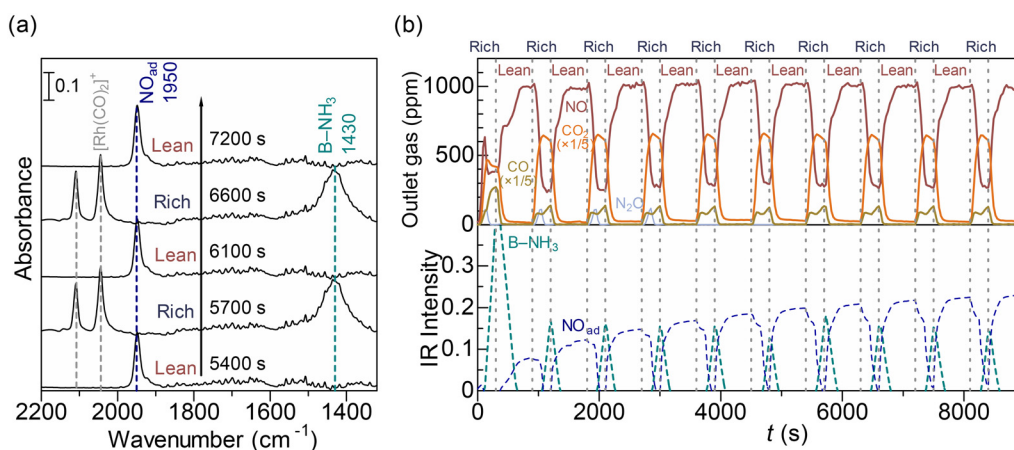 (a)
0.1
[Rh(CO)₂]⁺
NOad
1950
B–NH₃
1430
Lean
7200 s
Rich
6600 s
Lean
6100 s
Rich
5700 s
Lean
5400 s
Absorbance
2200 2000 1800 1600 1400
Wavenumber (cm⁻¹)
(b)
Rich Rich Rich Rich Rich Rich Rich Rich Rich
Lean Lean Lean Lean Lean Lean Lean Lean
1000
NO
CO₂
(×1/5)
500
CO
(×1/5)
N₂O
0
Outlet gas (ppm)
B–NH₃
0.3
0.2
NOad
0.1
0
IR Intensity
0 2000 4000 6000 8000
t (s)